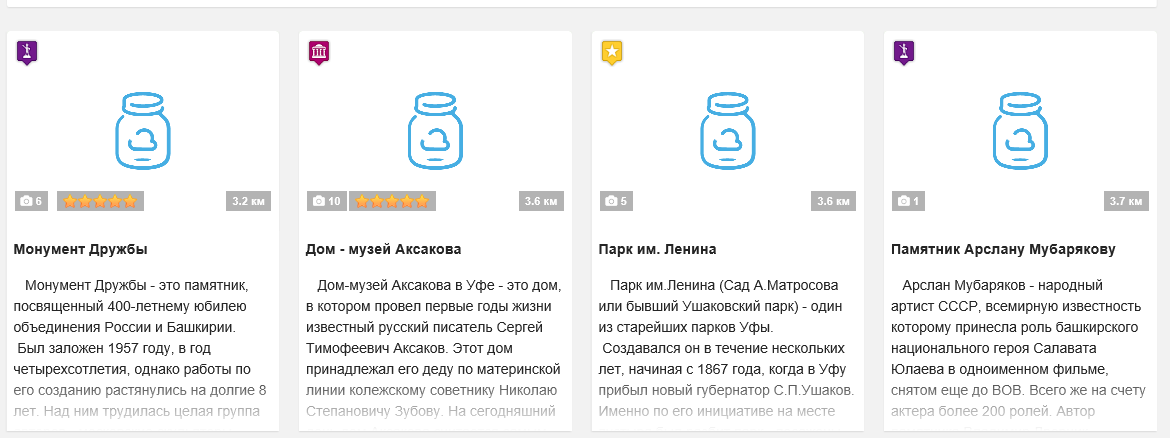 6
3.2 км
Монумент Дружбы
Монумент Дружбы - это памятник,
посвященный 400-летнему юбилею
объединения России и Башкирии.
Был заложен 1957 году, в год
четырехсотлетия, однако работы по
его созданию растянулись на долгие 8
лет. Над ним трудилась целая группа
10
3.6 км
Дом - музей Аксакова
Дом-музей Аксакова в Уфе - это дом,
в котором провел первые годы жизни
известный русский писатель Сергей
Тимофеевич Аксаков. Этот дом
принадлежал его деду по материнской
линии колежскому советнику Николаю
Степановичу Зубову. На сегодняшний
5
3.6 км
Парк им. Ленина
Парк им.Ленина (Сад А.Матросова
или бывший Ушаковский парк) - один
из старейших парков Уфы.
Создавался он в течение нескольких
лет, начиная с 1867 года, когда в Уфу
прибыл новый губернатор С.П.Ушаков.
Именно по его инициативе на месте
1
3.7 км
Памятник Арслану Мубарякову
Арслан Мубаряков - народный
артист СССР, всемирную известность
которому принесла роль башкирского
национального героя Салавата
Юлаева в одноименном фильме,
снятом еще до ВОВ. Всего же на счету
актера более 200 ролей. Автор